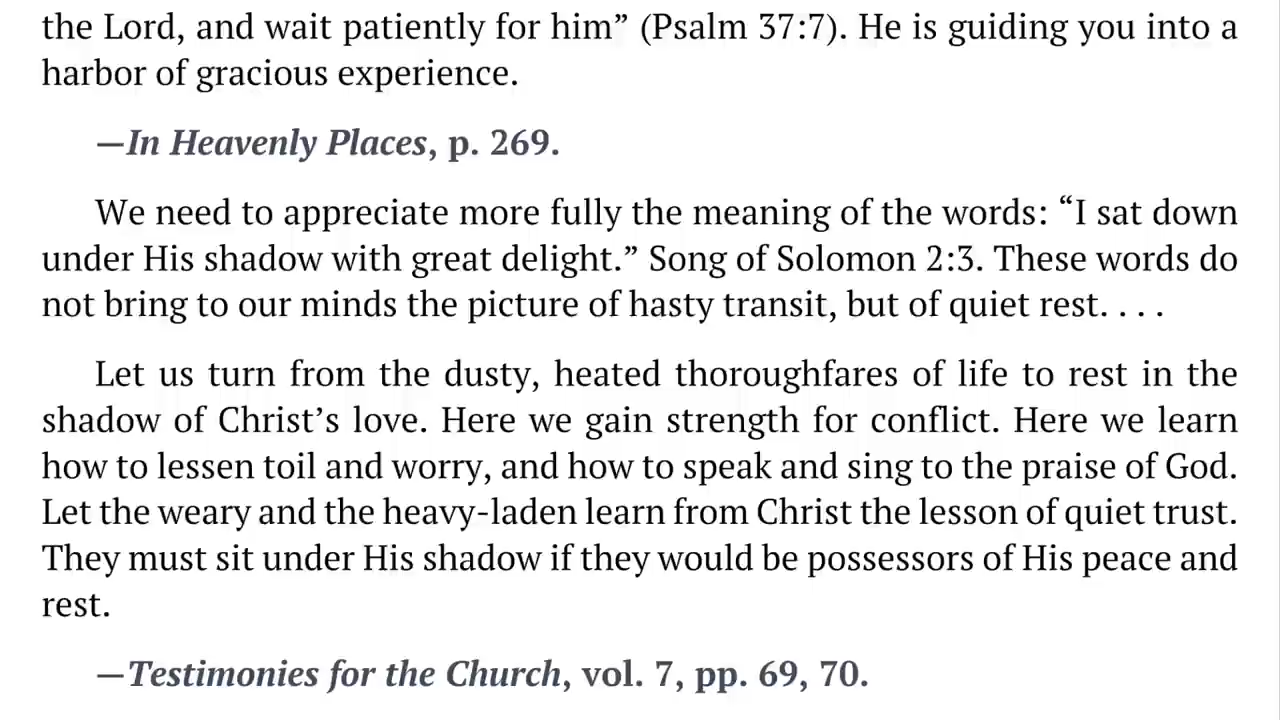 the Lord, and wait patiently for him” (Psalm 37:7). He is guiding you into a
harbor of gracious experience.
—In Heavenly Places, p. 269.
We need to appreciate more fully the meaning of the words: “I sat down
under His shadow with great delight.” Song of Solomon 2:3. These words do
not bring to our minds the picture of hasty transit, but of quiet rest. . . .
Let us turn from the dusty, heated thoroughfares of life to rest in the
shadow of Christ’s love. Here we gain strength for conflict. Here we learn
how to lessen toil and worry, and how to speak and sing to the praise of God.
Let the weary and the heavy-laden learn from Christ the lesson of quiet trust.
They must sit under His shadow if they would be possessors of His peace and
rest.
—Testimonies for the Church, vol. 7, pp. 69, 70.